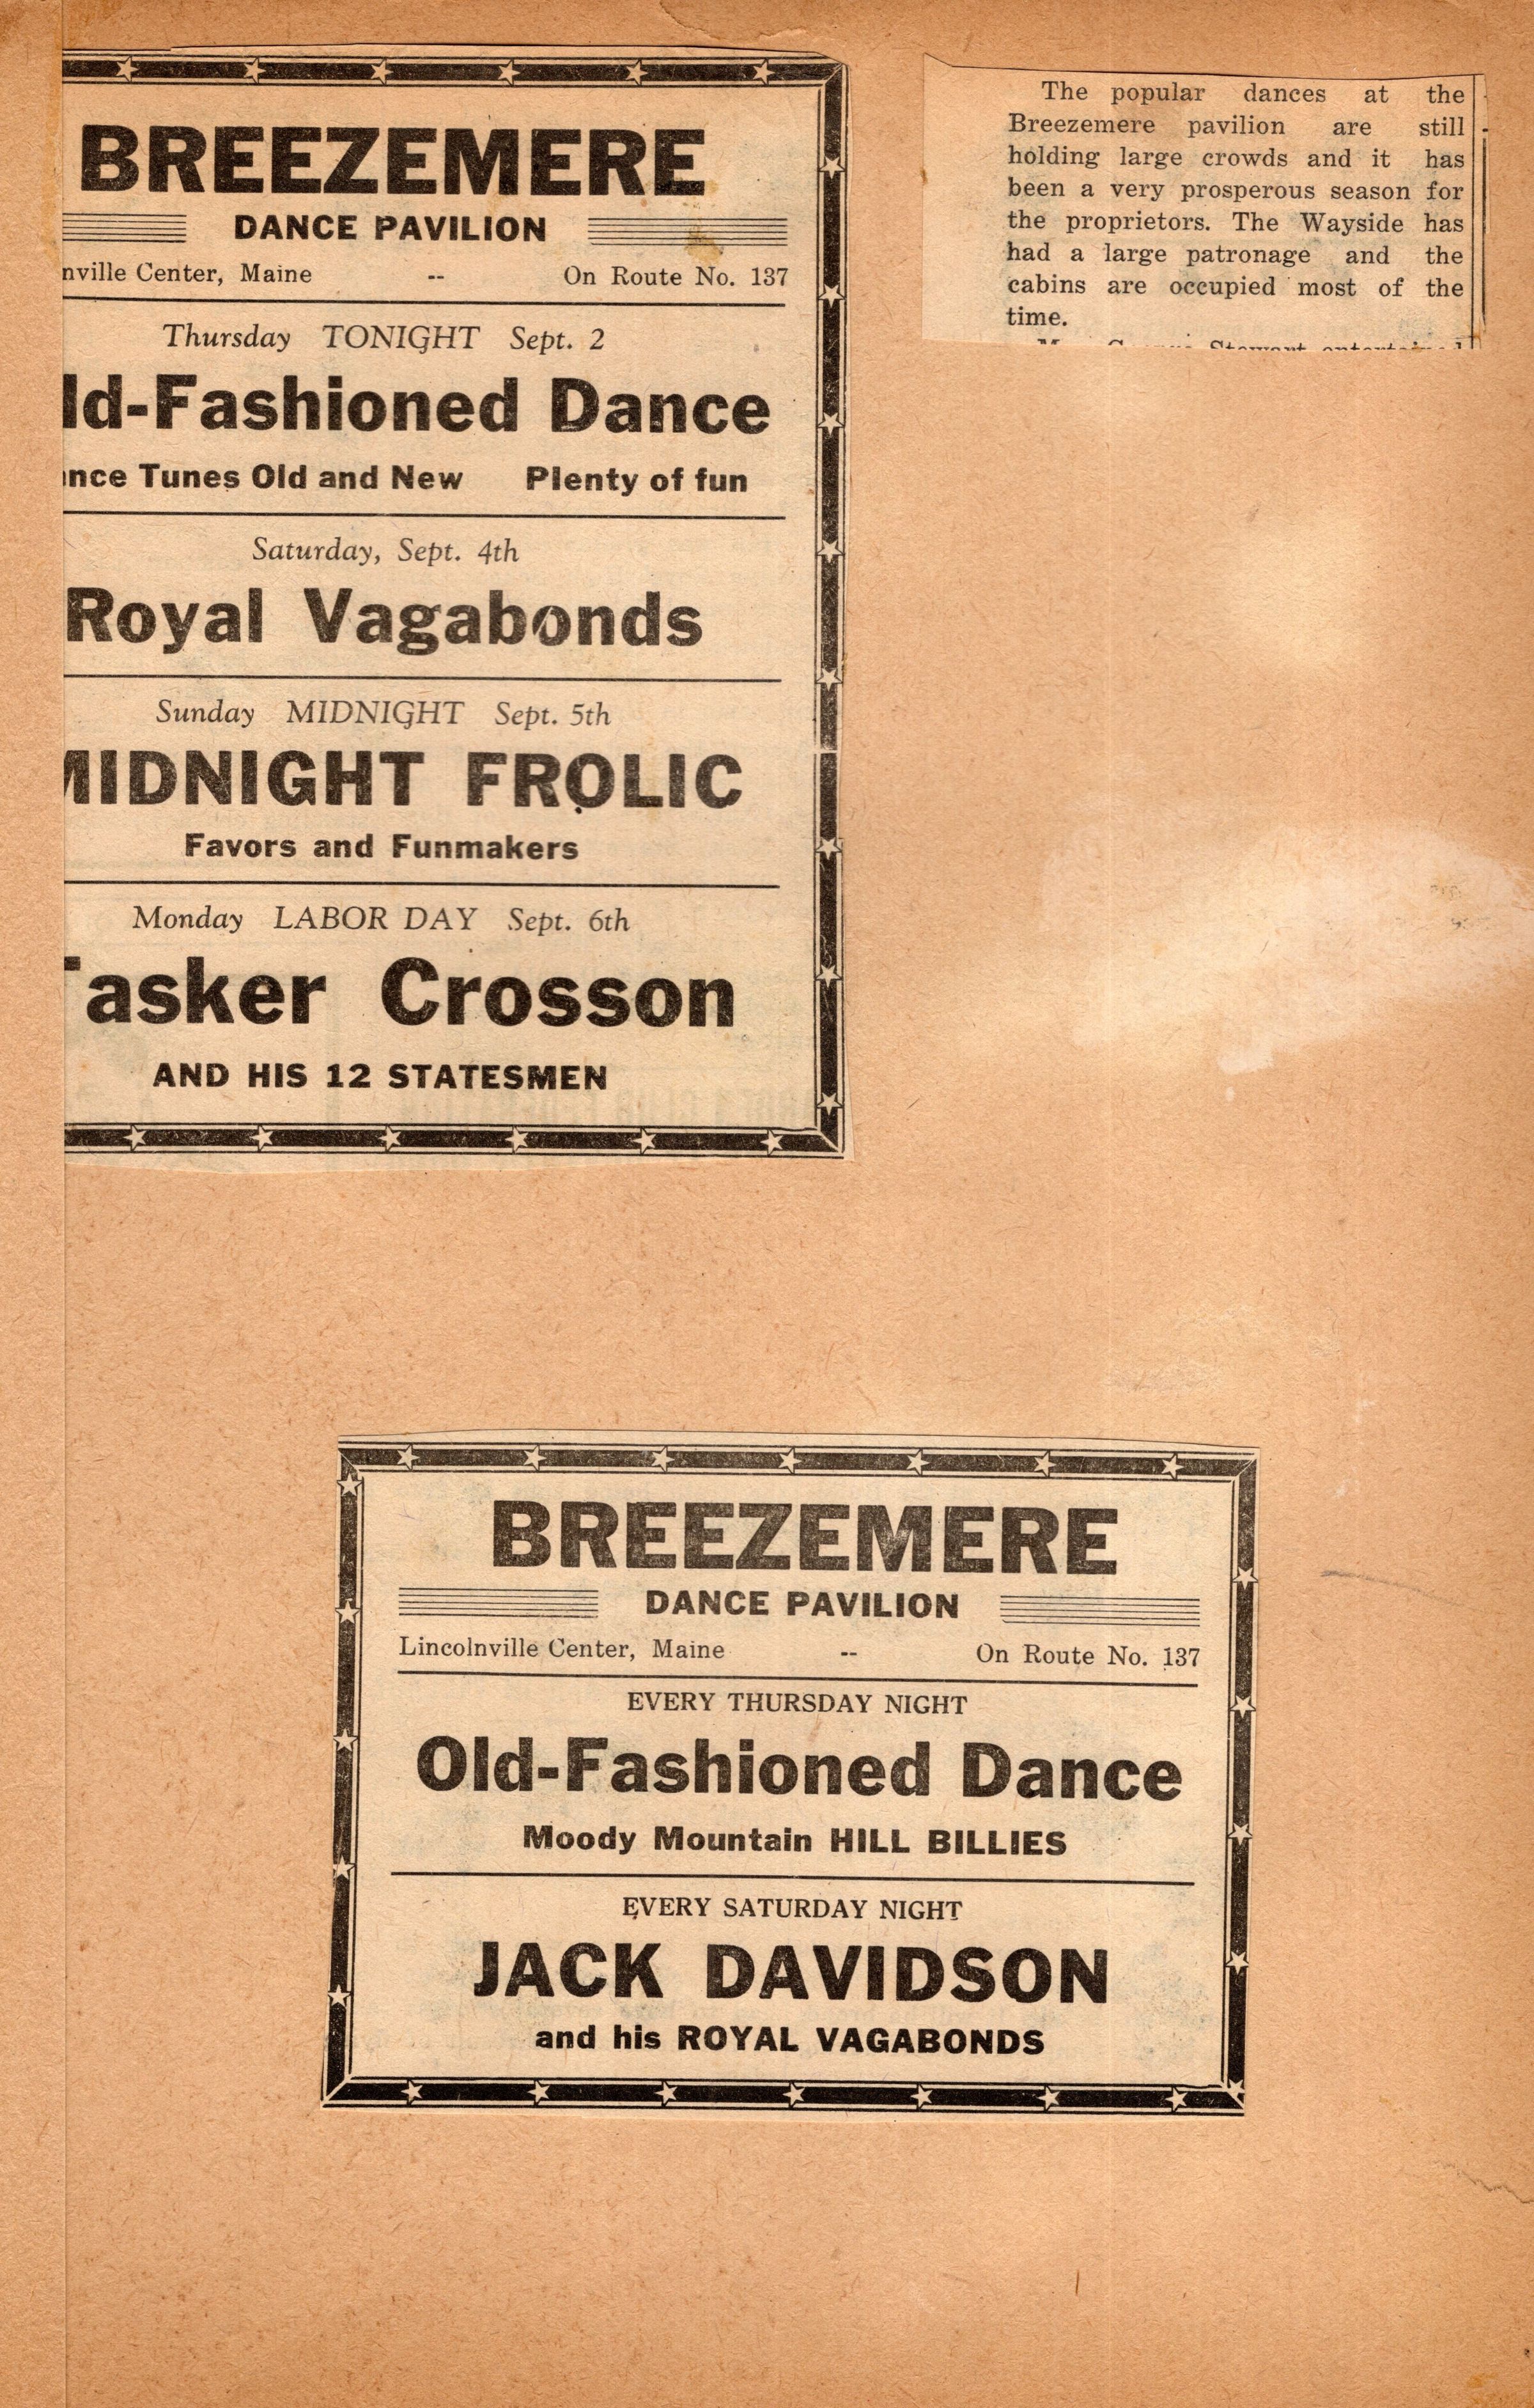 BREEZEMERE
DANCE PAVILION
nville Center, Maine -- On Route No. 137
Thursday TONIGHT Sept. 2
ld-Fashioned Dance
nce Tunes Old and New Plenty of fun
Saturday, Sept. 4th
Royal Vagabonds
Sunday MIDNIGHT Sept. 5th
MIDNIGHT FROLIC
Favors and Funmakers
Monday LABOR DAY Sept. 6th
Tasker Crosson
AND HIS 12 STATESMEN
The popular dances at the
Breezemere pavilion are still
holding large crowds and it has
been a very prosperous season for
the proprietors. The Wayside has
had a large patronage and the
cabins are occupied most of the
time.
Stewart
BREEZEMERE
DANCE PAVILION
Lincolnville Center, Maine -- On Route No. 137
EVERY THURSDAY NIGHT
Old-Fashioned Dance
Moody Mountain HILL BILLIES
EVERY SATURDAY NIGHT
JACK DAVIDSON
and his ROYAL VAGABONDS